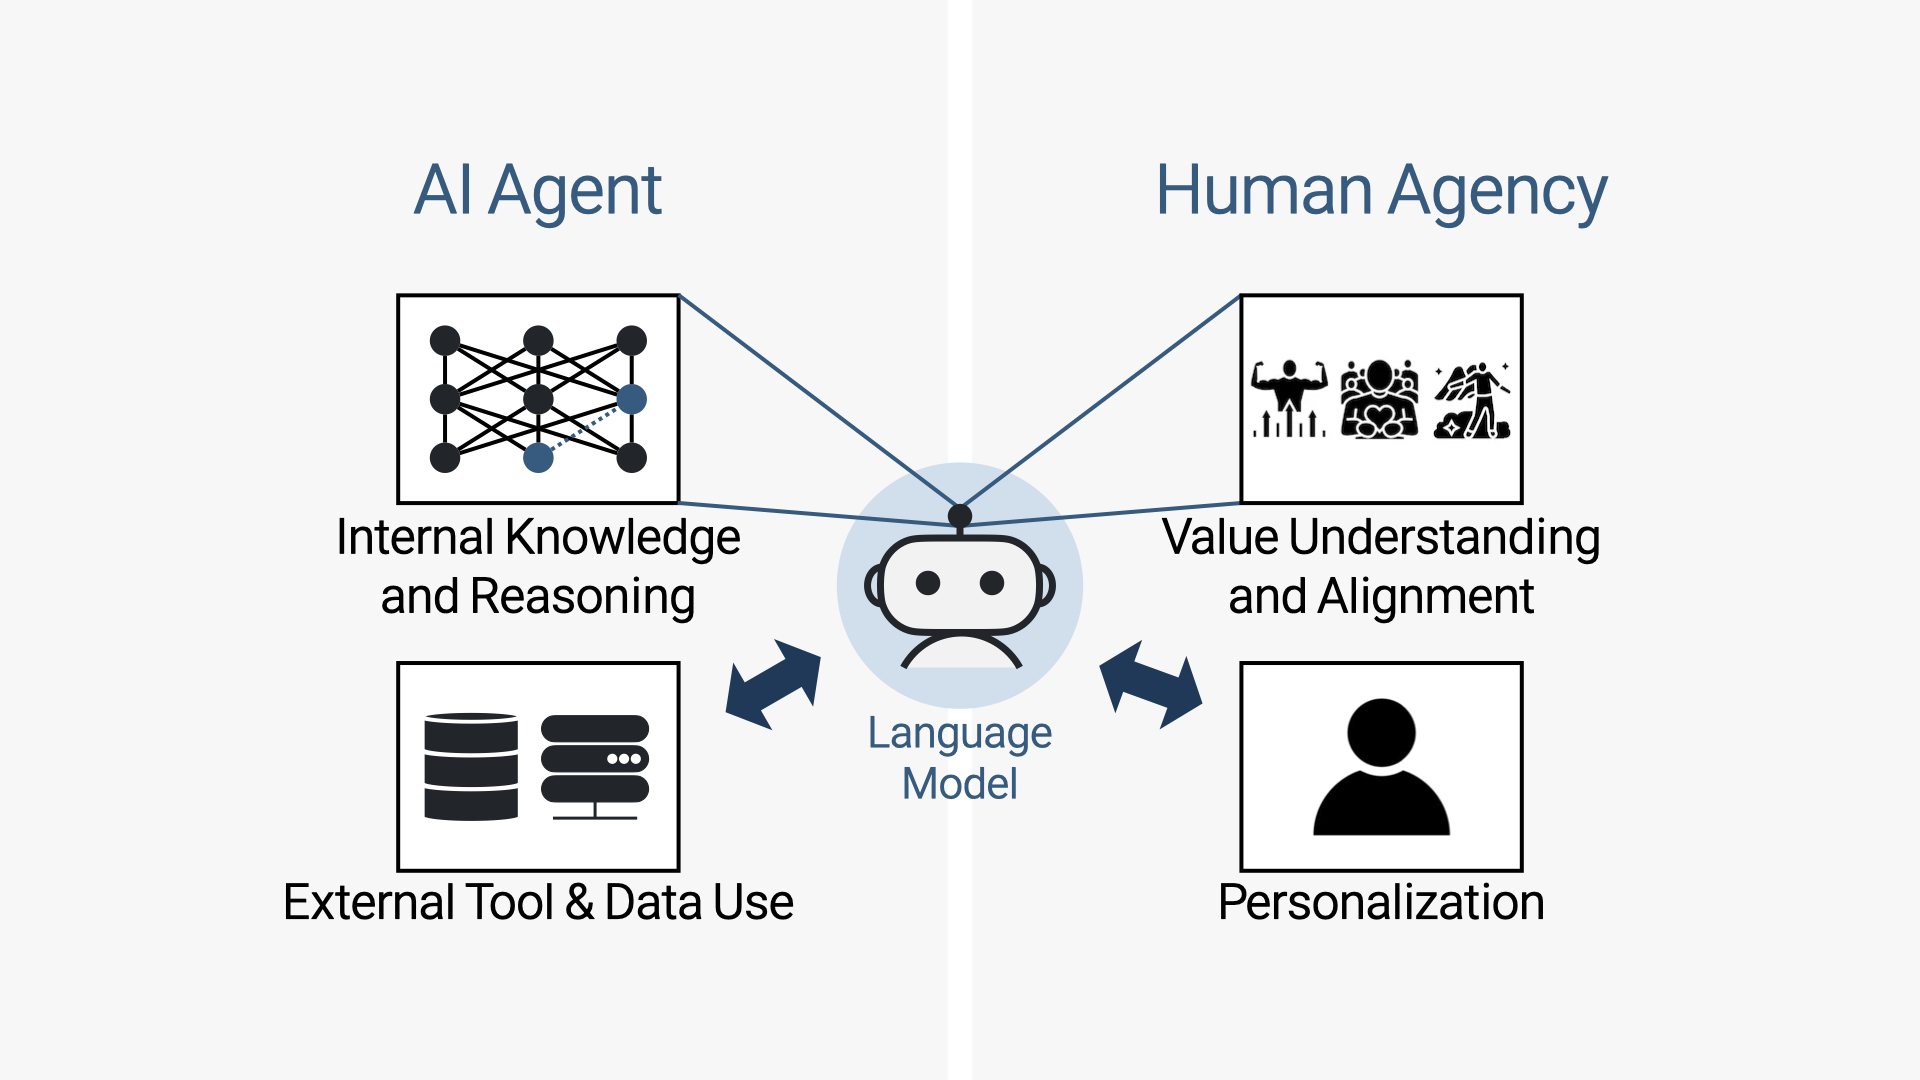 AI Agent
Human Agency
Internal Knowledge
and Reasoning
Value Understanding
and Alignment
Language
Model
External Tool & Data Use
Personalization